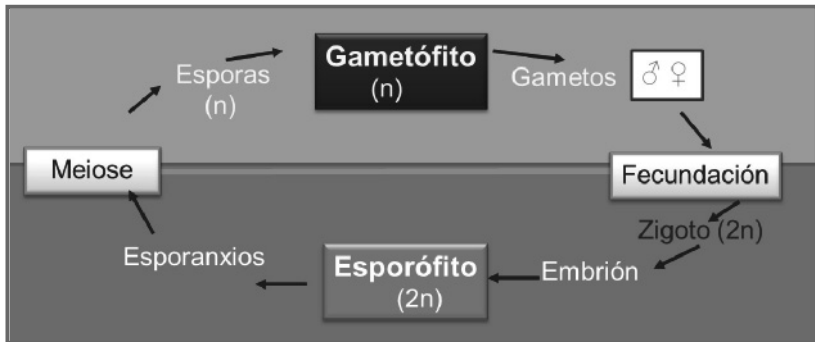 Gametófito
(n)
Esporas
(n)
Gametos
♂ ♀
Meiose
Fecundación
Zigoto (2n)
Esporanxios
Esporófito
(2n)
Embrión